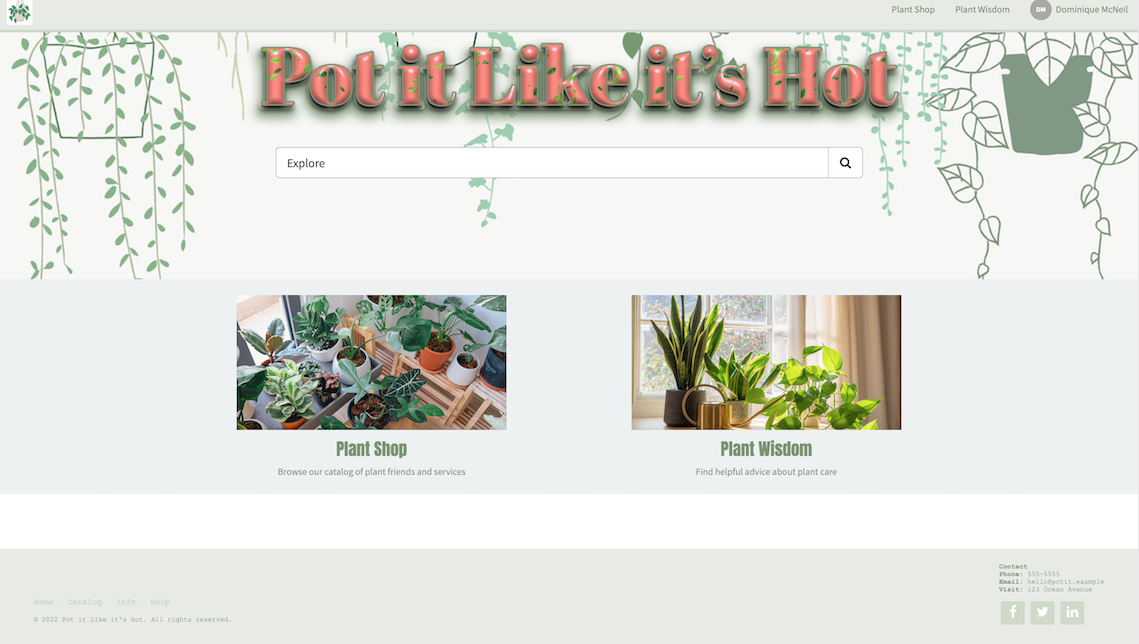 Plant Shop
Plant Wisdom
DM
Dominique McNeil
Pot it Like it's Hot
Explore
Plant Shop
Browse our catalog of plant friends and services
Plant Wisdom
Find helpful advice about plant care
Contact
Phone: 555-5555
Email: hello@potit.example
Visit: 123 Ocean Avenue
Home . Catalog . Info . Help
© 2022 Pot it Like it's Hot. All rights reserved.